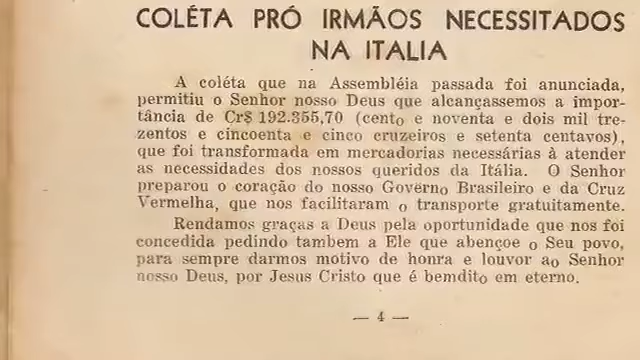 COLÉTA PRÓ IRMÃOS NECESSITADOS
NA ITALIA
A coléta que na Assembléia passada foi anunciada,
permitiu o Senhor nosso Deus que alcançassemos a impor-
tância de Cr$ 192.355,70 (cento e noventa e dois mil tre-
zentos e cincoenta e cinco cruzeiros e setenta centavos),
que foi transformada em mercadorias necessárias à atender
as necessidades dos nossos queridos da Itália. O Senhor
preparou o coração do nosso Govêrno Brasileiro e da Cruz
Vermelha, que nos facilitaram o transporte gratuitamente.
Rendamos graças a Deus pela oportunidade que nos foi
concedida pedindo tambem a Ele que abençoe o Seu povo,
para sempre darmos motivo de honra e louvor ao Senhor
nosso Deus, por Jesus Cristo que é bemdito em eterno.
— 4 —